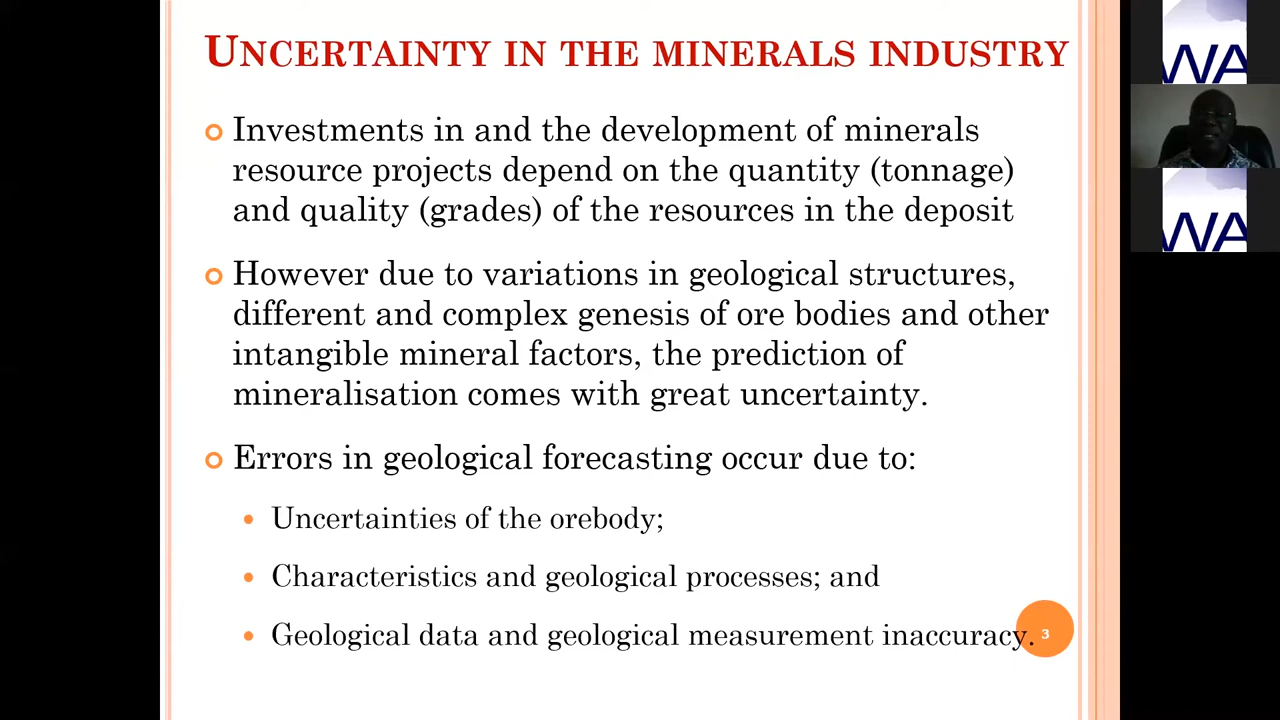 UNCERTAINTY IN THE MINERALS INDUSTRY
Investments in and the development of minerals
resource projects depend on the quantity (tonnage)
and quality (grades) of the resources in the deposit
However due to variations in geological structures,
different and complex genesis of ore bodies and other
intangible mineral factors, the prediction of
mineralisation comes with great uncertainty.
Errors in geological forecasting occur due to:
Uncertainties of the orebody;
Characteristics and geological processes; and
Geological data and geological measurement inaccuracy.
3
WA
WA